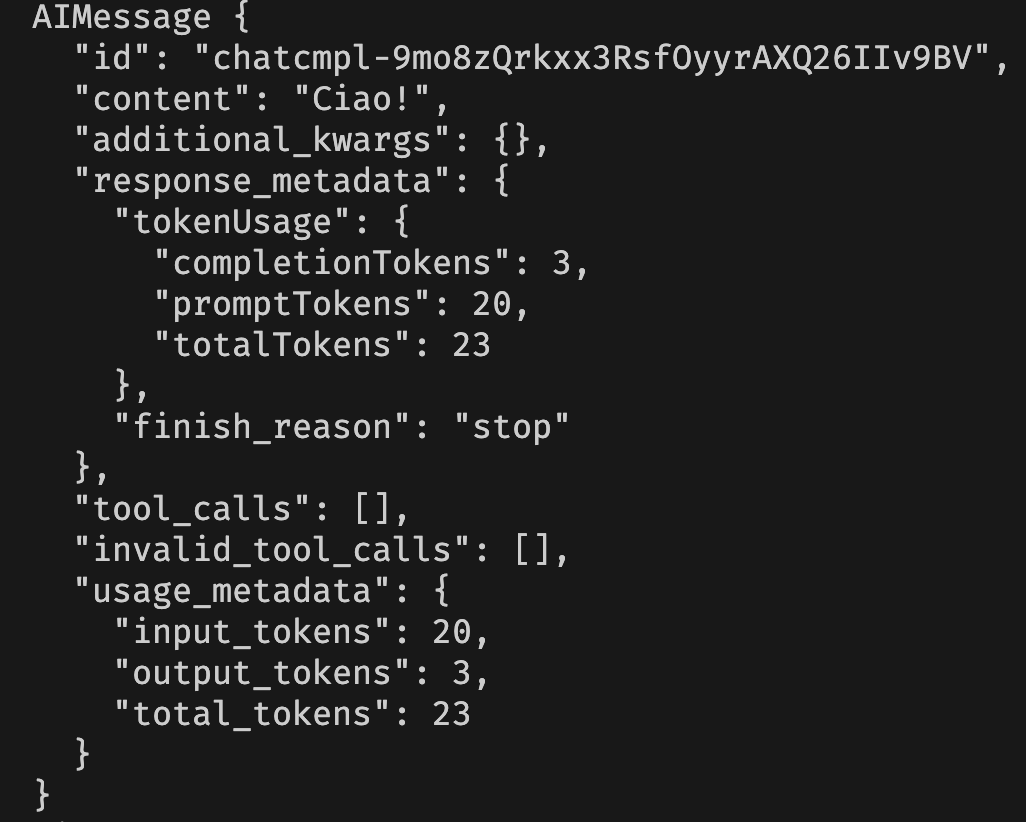 AIMessage {
"id": "chatcmpl-9mo8zQrkxx3RsfOyyrAXQ26IIv9BV",
"content": "Ciao!",
"additional_kwargs": {},
"response_metadata": {
"tokenUsage": {
"completionTokens": 3,
"promptTokens": 20,
"totalTokens": 23
},
"finish_reason": "stop"
},
"tool_calls": [],
"invalid_tool_calls": [],
"usage_metadata": {
"input_tokens": 20,
"output_tokens": 3,
"total_tokens": 23
}
}